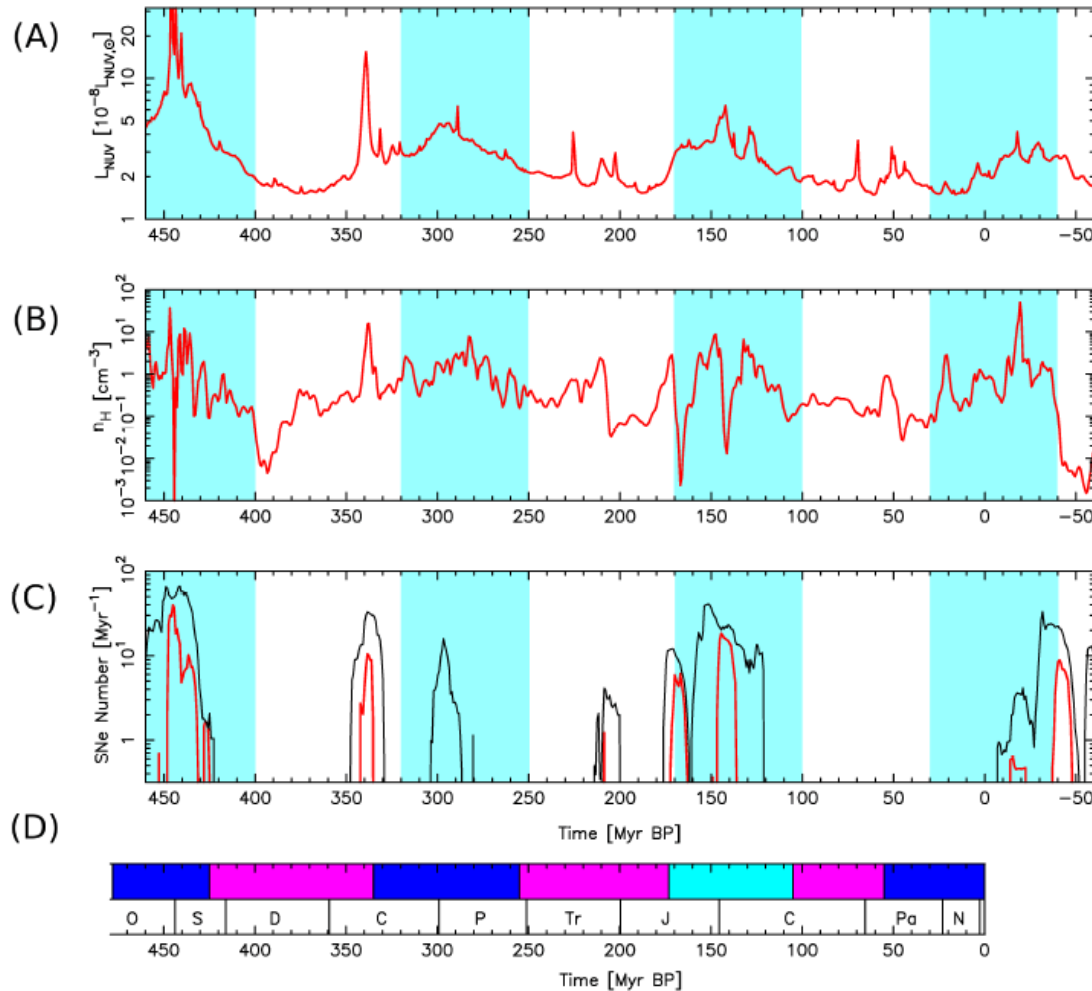 (A)
L_NUV [10^-8 L_NUV,⊙]
20
10
5
2
1
450 400 350 300 250 200 150 100 50 0 −50
(B)
n_H [cm^-3]
10^2
10^1
1
10^-1
10^-2
10^-3
450 400 350 300 250 200 150 100 50 0 −50
(C)
SNe Number [Myr^-1]
10^2
10^1
1
450 400 350 300 250 200 150 100 50 0 −50
Time [Myr BP]
(D)
O S D C P Tr J C Pa N
450 400 350 300 250 200 150 100 50 0
Time [Myr BP]